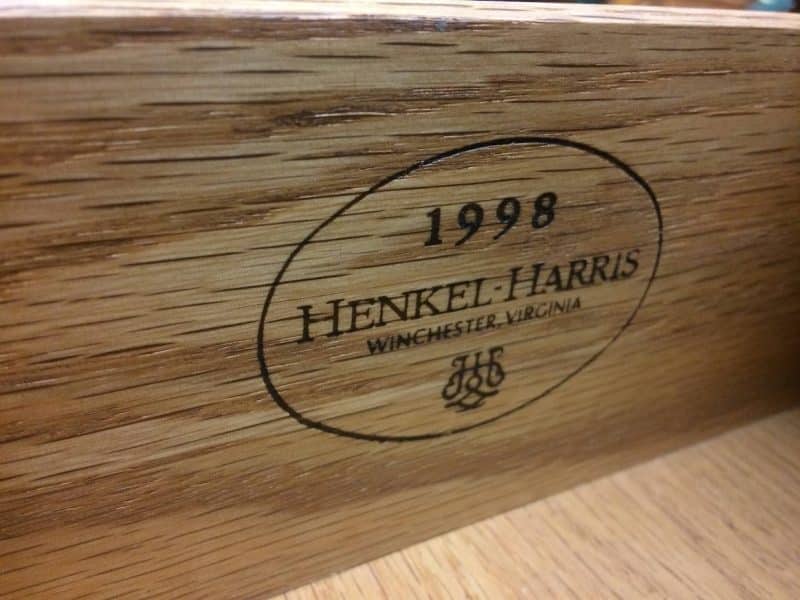 1998
HENKEL-HARRIS
WINCHESTER, VIRGINIA